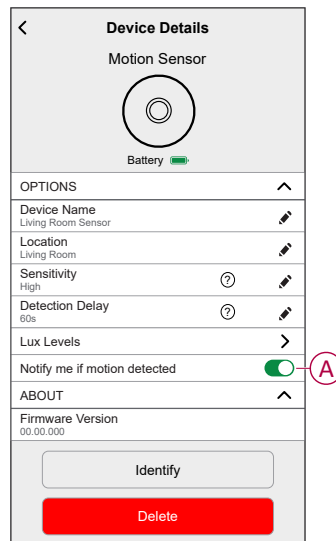 Device Details
Motion Sensor
Battery
OPTIONS
Device Name
Living Room Sensor
Location
Living Room
Sensitivity
High
?
Detection Delay
60s
?
Lux Levels
Notify me if motion detected
A
ABOUT
Firmware Version
00.00.000
Identify
Delete